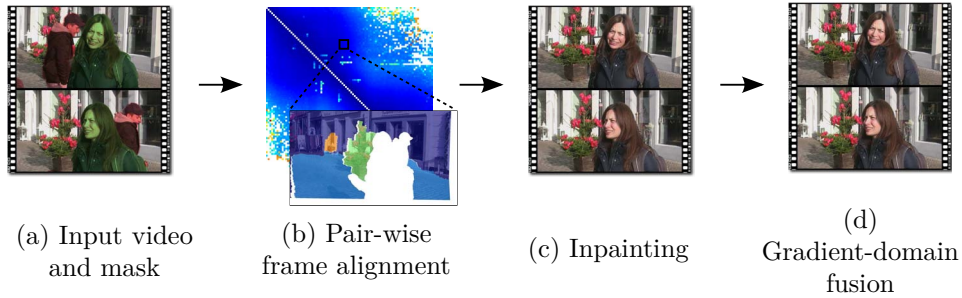 (a) Input video
and mask
(b) Pair-wise
frame alignment
(c) Inpainting
(d)
Gradient-domain
fusion